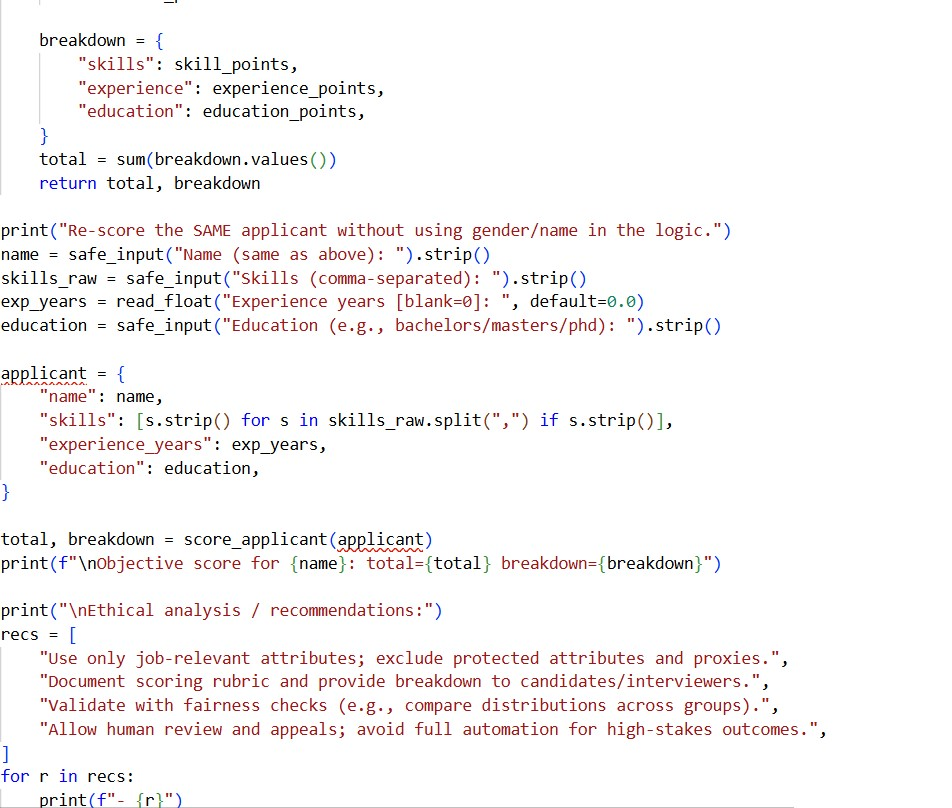 breakdown = {
        "skills": skill_points,
        "experience": experience_points,
        "education": education_points,
    }
    total = sum(breakdown.values())
    return total, breakdown

print("Re-score the SAME applicant without using gender/name in the logic.")
name = safe_input("Name (same as above): ").strip()
skills_raw = safe_input("Skills (comma-separated): ").strip()
exp_years = read_float("Experience years [blank=0]: ", default=0.0)
education = safe_input("Education (e.g., bachelors/masters/phd): ").strip()

applicant = {
    "name": name,
    "skills": [s.strip() for s in skills_raw.split(",") if s.strip()],
    "experience_years": exp_years,
    "education": education,
}

total, breakdown = score_applicant(applicant)
print(f"\nObjective score for {name}: total={total} breakdown={breakdown}")

print("\nEthical analysis / recommendations:")
recs = [
    "Use only job-relevant attributes; exclude protected attributes and proxies.",
    "Document scoring rubric and provide breakdown to candidates/interviewers.",
    "Validate with fairness checks (e.g., compare distributions across groups).",
    "Allow human review and appeals; avoid full automation for high-stakes outcomes.",
]
for r in recs:
    print(f"- {r}")